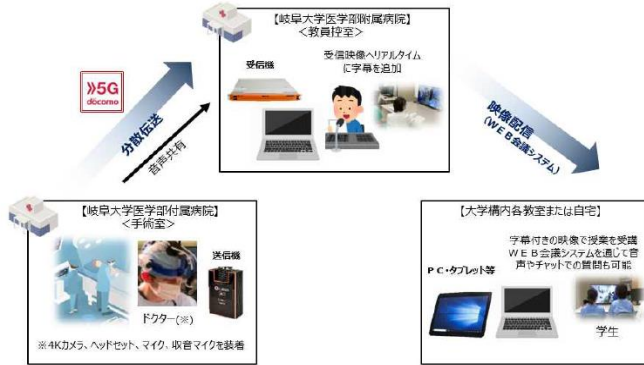 【岐阜大学医学部附属病院】
<教員控室>
受信機
受信映像へリアルタイム
に字幕を追加
5G
docomo
分散伝送
音声共有
映像配信
(WEB会議システム)
【岐阜大学医学部付属病院】
<手術室>
送信機
ドクター(※)
※4Kカメラ、ヘッドセット、マイク、収音マイクを装着
【大学構内各教室または自宅】
字幕付きの映像で授業を受講
WEB会議システムを通じて音
声やチャットでの質問も可能
PC・タブレット等
学生